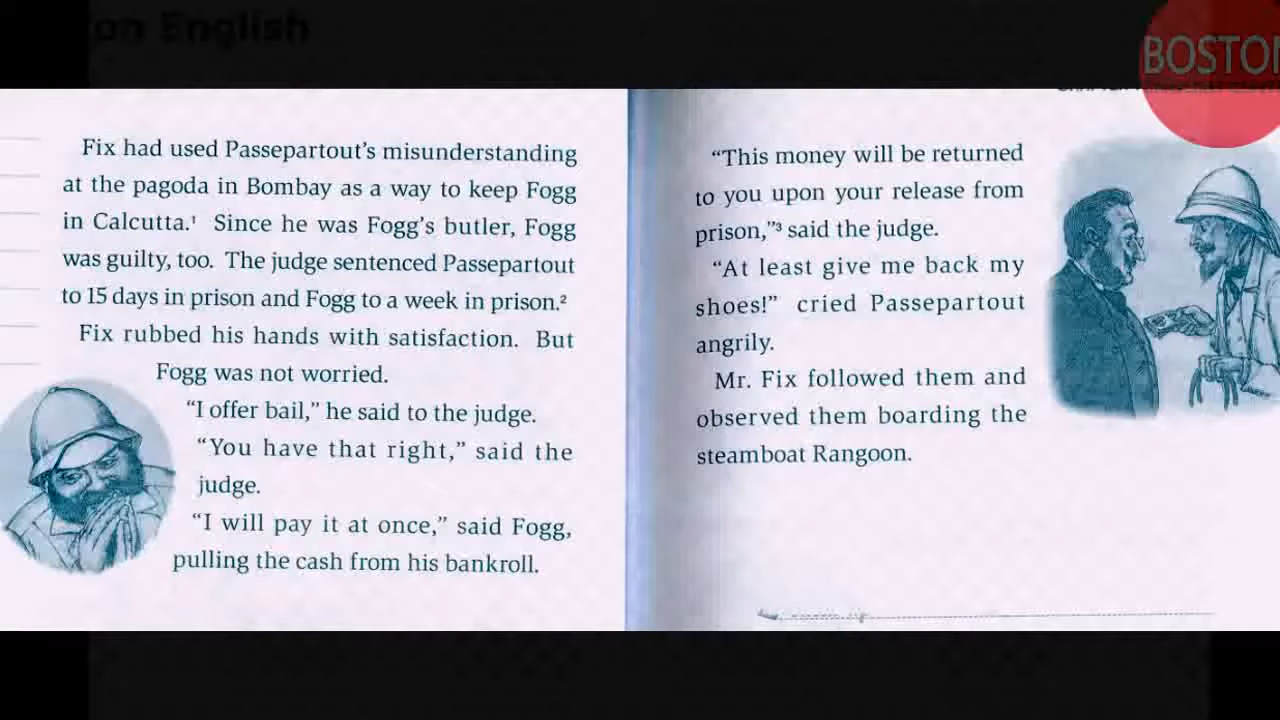 on English
BOSTON
Fix had used Passepartout's misunderstanding
at the pagoda in Bombay as a way to keep Fogg
in Calcutta.¹ Since he was Fogg's butler, Fogg
was guilty, too. The judge sentenced Passepartout
to 15 days in prison and Fogg to a week in prison.²
Fix rubbed his hands with satisfaction. But
Fogg was not worried.
"I offer bail," he said to the judge.
"You have that right," said the
judge.
"I will pay it at once," said Fogg,
pulling the cash from his bankroll.
"This money will be returned
to you upon your release from
prison,"³ said the judge.
"At least give me back my
shoes!" cried Passepartout
angrily.
Mr. Fix followed them and
observed them boarding the
steamboat Rangoon.